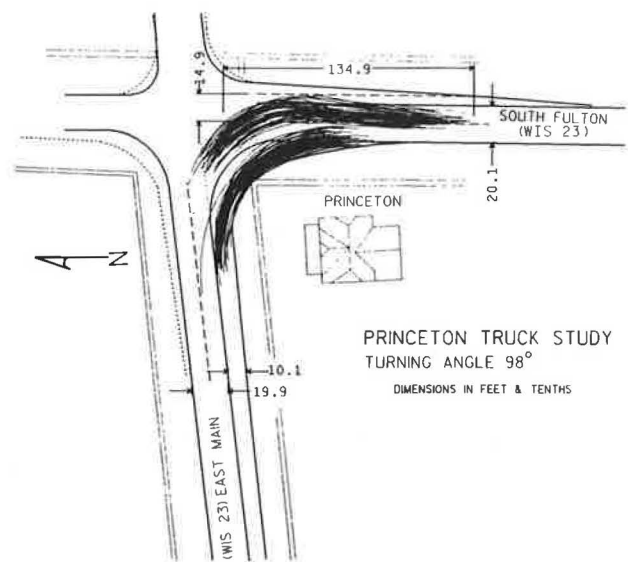 14.9
134.9
SOUTH FULTON
(WIS 23)
20.1
PRINCETON
N
PRINCETON TRUCK STUDY
TURNING ANGLE 98°
DIMENSIONS IN FEET & TENTHS
10.1
19.9
(WIS 23) EAST MAIN